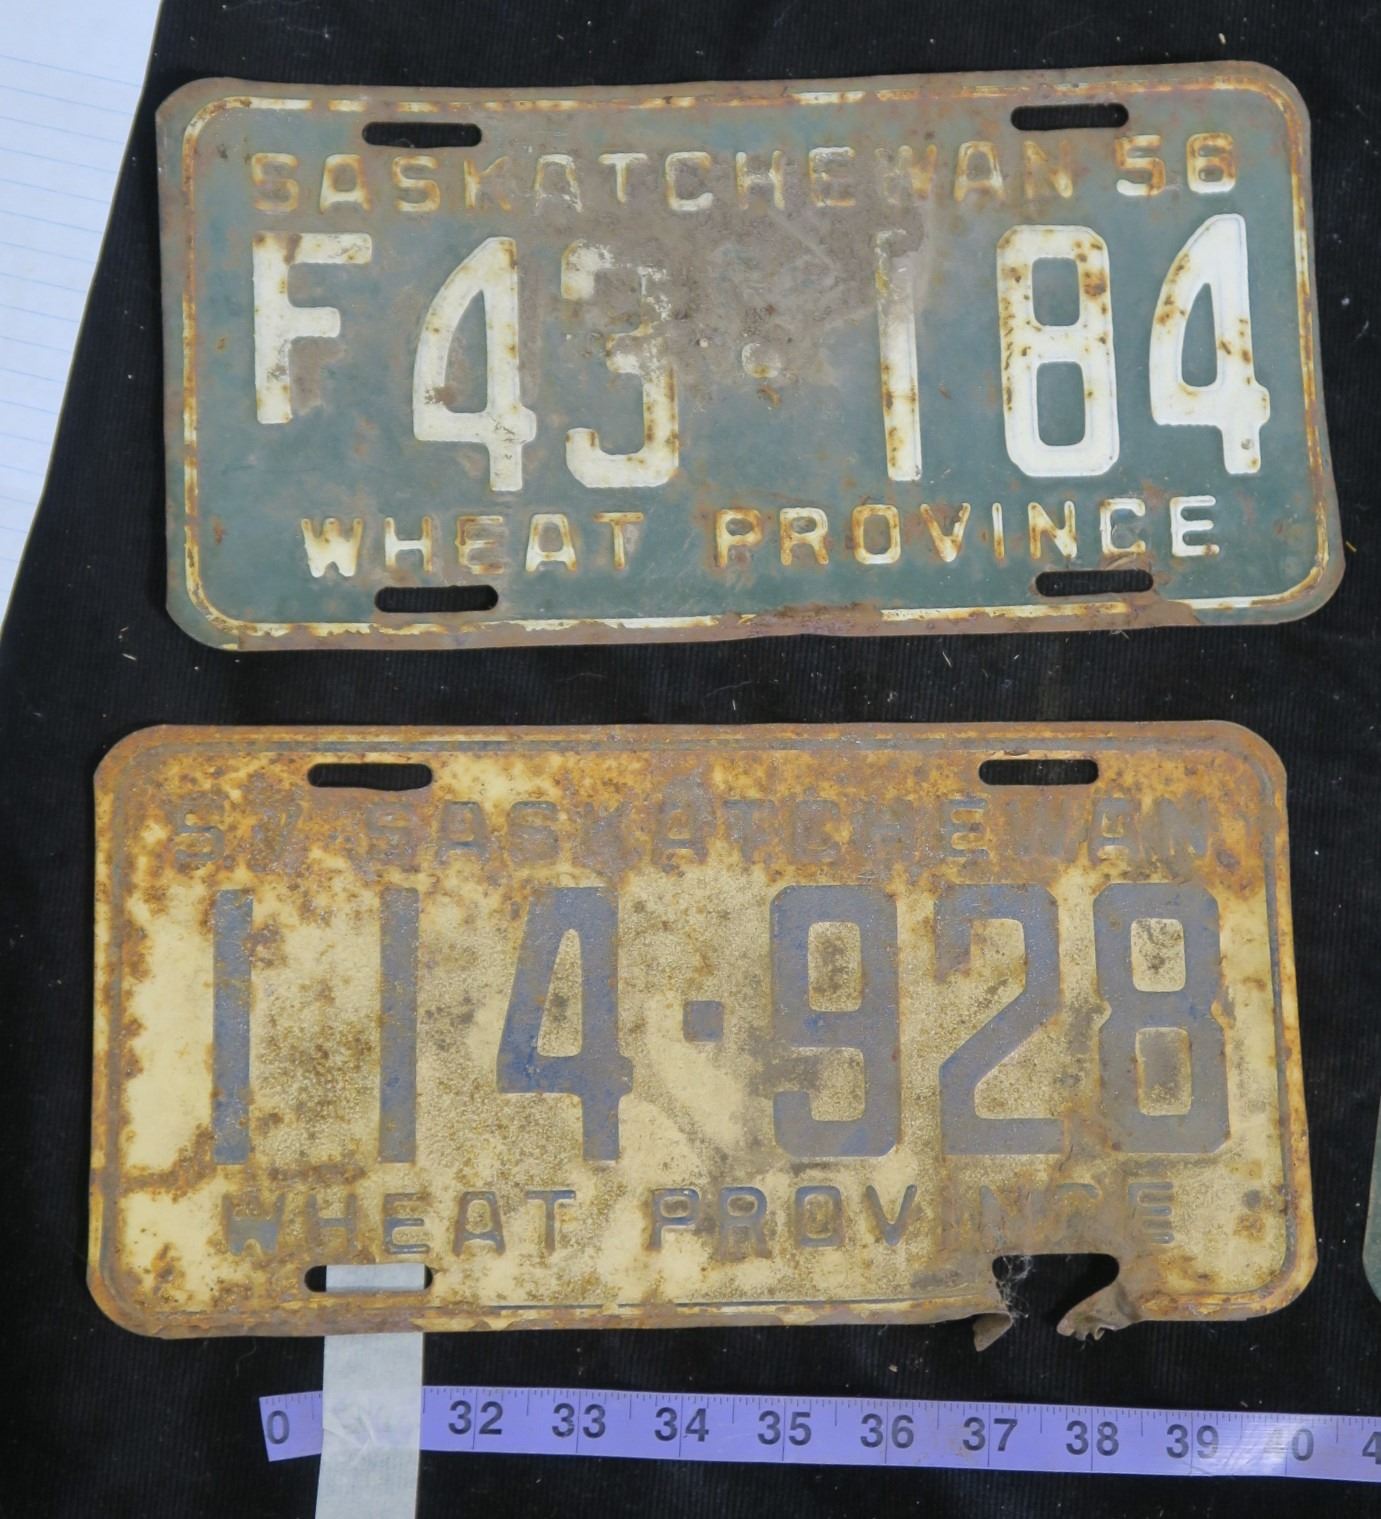 SASKATCHEWAN 56
F43·184
WHEAT PROVINCE
57 SASKATCHEWAN
114·928
WHEAT PROVINCE
0 32 33 34 35 36 37 38 39 40 4